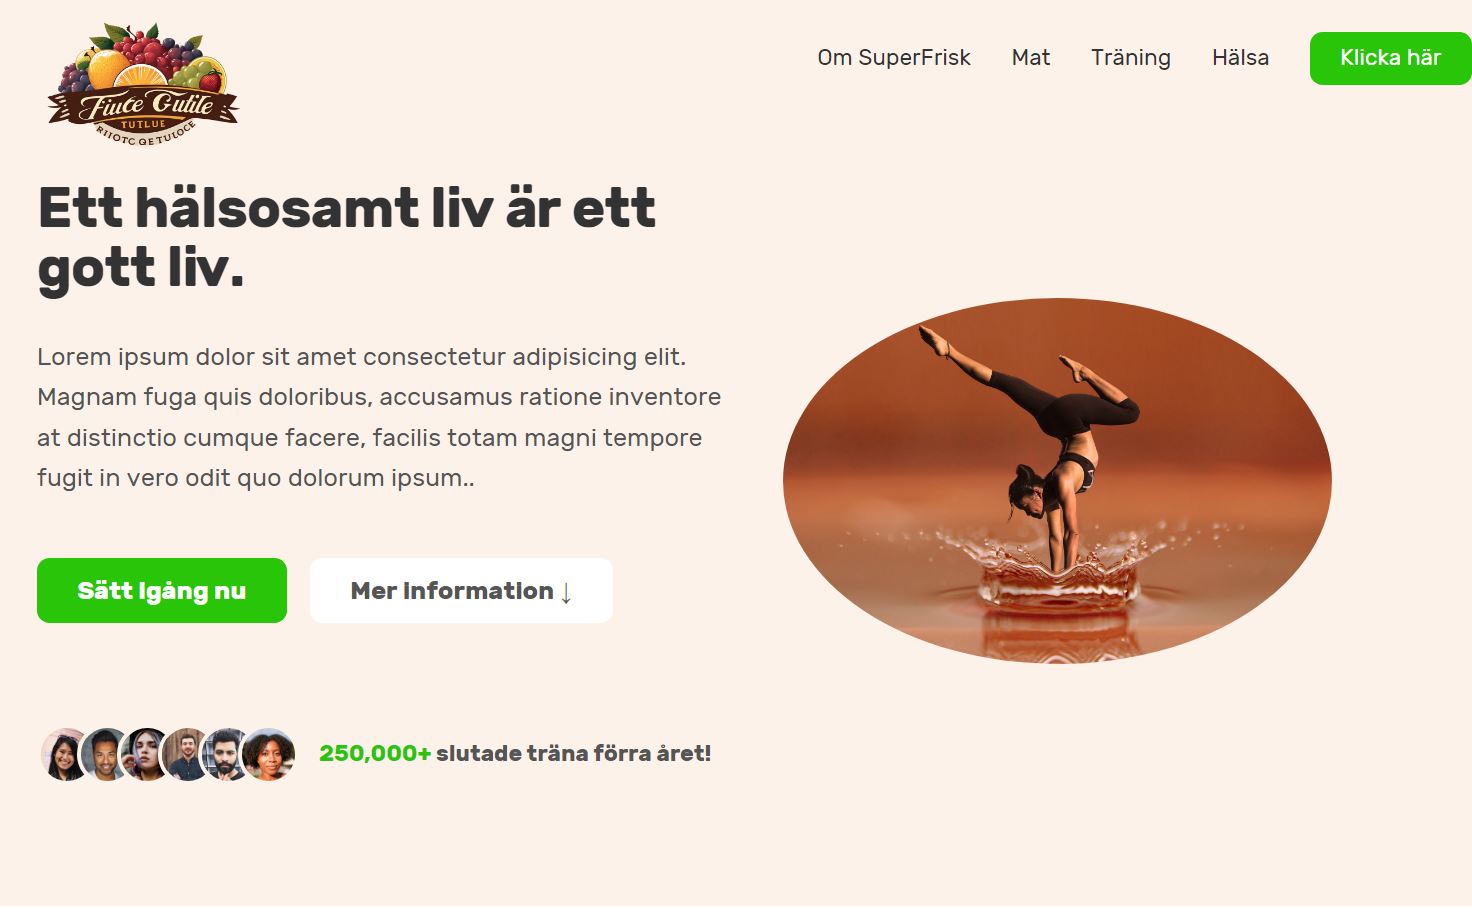 Fiuce Gutile
TUTLUE
RIIOTC QE TULOCE
Om SuperFrisk
Mat
Träning
Hälsa
Klicka här
Ett hälsosamt liv är ett
gott liv.
Lorem ipsum dolor sit amet consectetur adipisicing elit.
Magnam fuga quis doloribus, accusamus ratione inventore
at distinctio cumque facere, facilis totam magni tempore
fugit in vero odit quo dolorum ipsum..
Sätt Igång nu
Mer Information ↓
250,000+ slutade träna förra året!